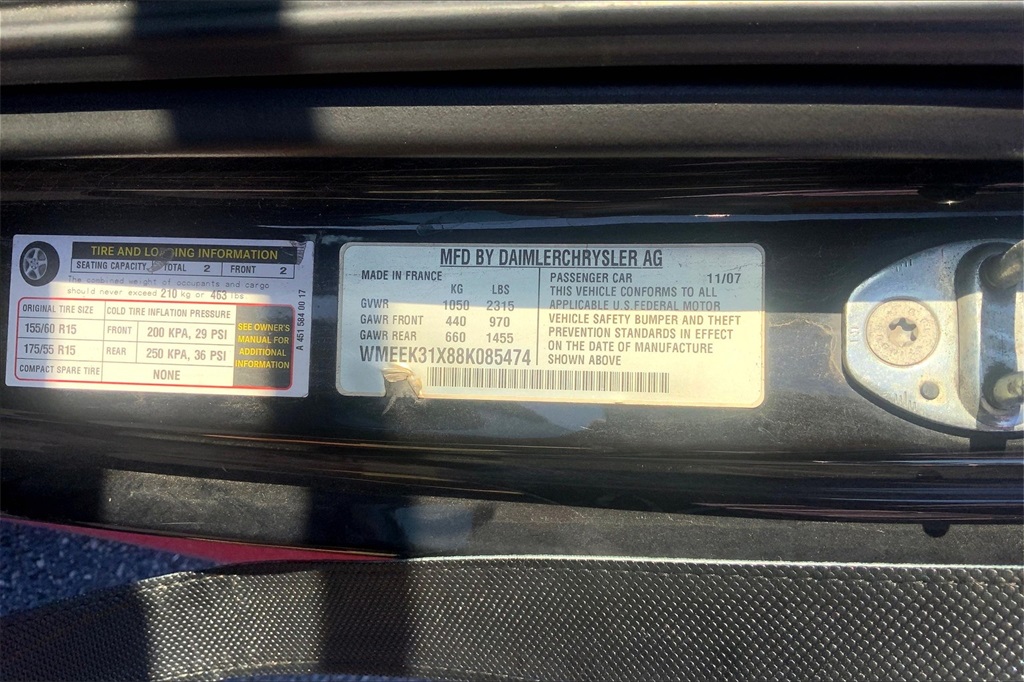 TIRE AND LOADING INFORMATION
SEATING CAPACITY TOTAL 2 FRONT 2
The combined weight of occupants and cargo
should never exceed 210 kg or 463 lbs
ORIGINAL TIRE SIZE COLD TIRE INFLATION PRESSURE
155/60 R15 FRONT 200 KPA, 29 PSI
175/55 R15 REAR 250 KPA, 36 PSI
COMPACT SPARE TIRE NONE
SEE OWNER'S
MANUAL FOR
ADDITIONAL
INFORMATION
A 451 584 00 17
MFD BY DAIMLERCHRYSLER AG
MADE IN FRANCE
KG LBS
GVWR 1050 2315
GAWR FRONT 440 970
GAWR REAR 660 1455
WMEEK31X88K085474
PASSENGER CAR 11/07
THIS VEHICLE CONFORMS TO ALL
APPLICABLE U.S. FEDERAL MOTOR
VEHICLE SAFETY BUMPER AND THEFT
PREVENTION STANDARDS IN EFFECT
ON THE DATE OF MANUFACTURE
SHOWN ABOVE